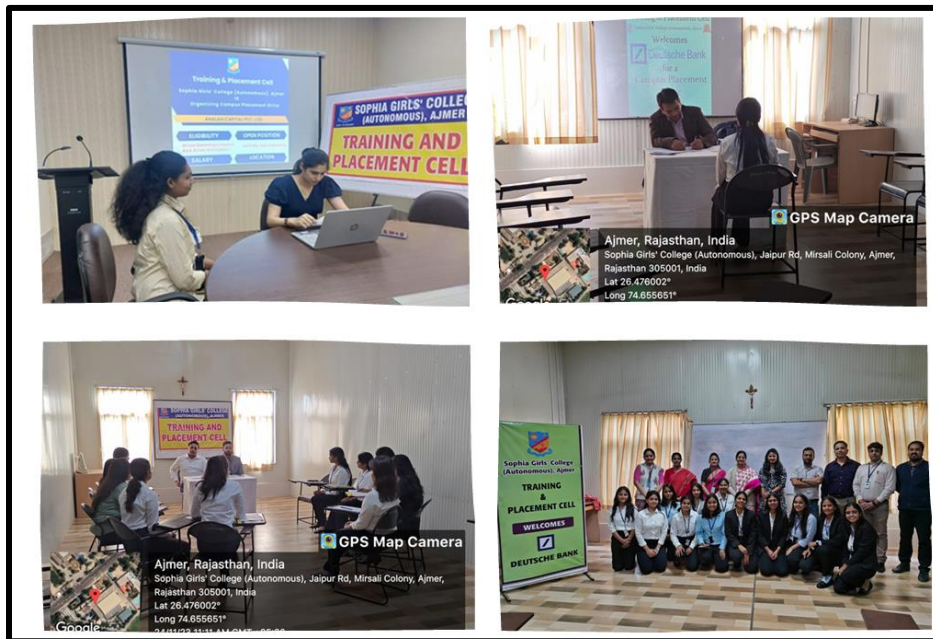 Training & Placement Cell
Sophia Girls' College (Autonomous), Ajmer
Organizing Campus Placement Drive
ELIGIBILITY
OPEN POSITION
SALARY
LOCATION
SOPHIA GIRLS' COLLEGE
(AUTONOMOUS), AJMER
TRAINING AND
PLACEMENT CELL
Welcomes
Deutsche Bank
for a
Campus Placement
GPS Map Camera
Ajmer, Rajasthan, India
Sophia Girls' College (Autonomous), Jaipur Rd, Mirsali Colony, Ajmer,
Rajasthan 305001, India
Lat 26.476002°
Long 74.655651°
Google
SOPHIA GIRLS' COLLEGE
(AUTONOMOUS), AJMER
TRAINING AND
PLACEMENT CELL
GPS Map Camera
Ajmer, Rajasthan, India
Sophia Girls' College (Autonomous), Jaipur Rd, Mirsali Colony, Ajmer,
Rajasthan 305001, India
Lat 26.476002°
Long 74.655651°
Google
Sophia Girls' College
(Autonomous), Ajmer
TRAINING
&
PLACEMENT CELL
WELCOMES
DEUTSCHE BANK